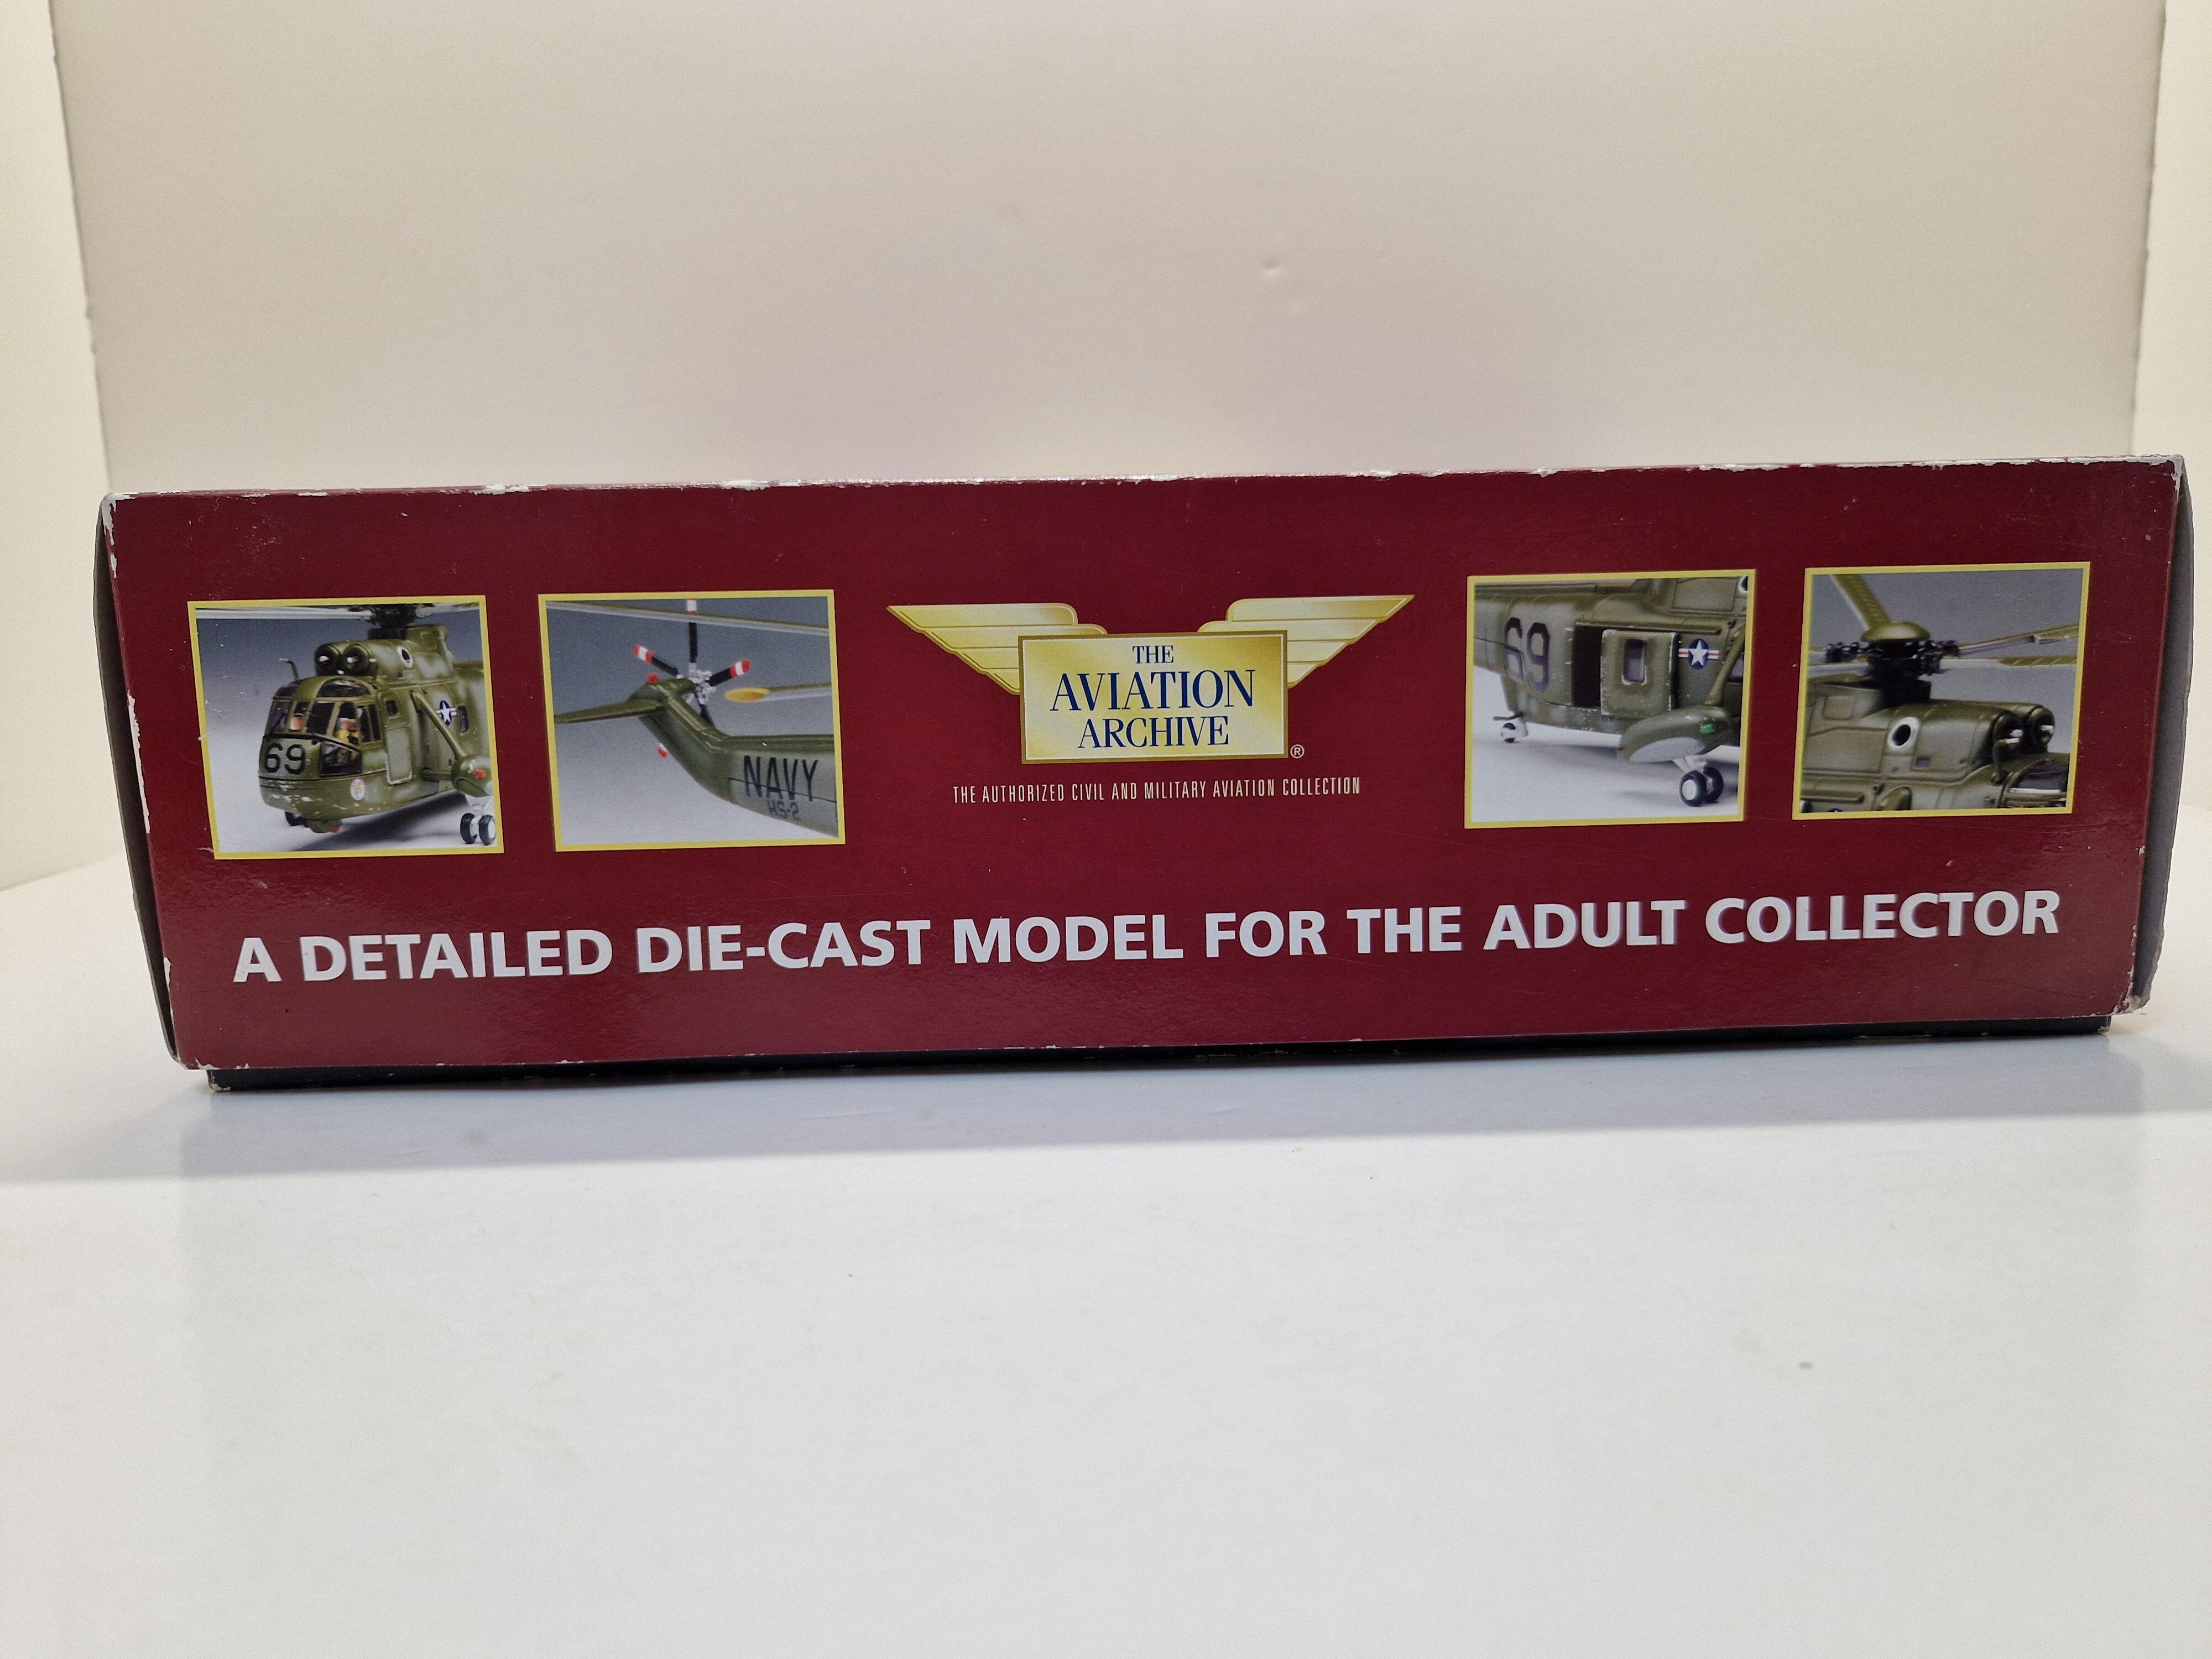 69
NAVY
HS-2
THE
AVIATION
ARCHIVE
®
THE AUTHORIZED CIVIL AND MILITARY AVIATION COLLECTION
69
A DETAILED DIE-CAST MODEL FOR THE ADULT COLLECTOR